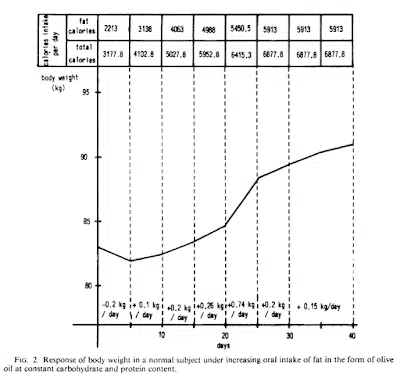 calories intake per day
fat calories 2213 3138 4063 4988 5450,5 5913 5913 5913
total calories 3177.8 4102.8 5027.8 5952.8 6415,3 6877.8 6877.8 6877.8
body weight (kg)
95
90
85
80
-0.2 kg / day + 0,1 kg / day +0,2 kg / day +0,26 kg / day +0,74 kg / day +0,2 kg / day + 0,15 kg/day
10 20 30 40
days
FIG. 2. Response of body weight in a normal subject under increasing oral intake of fat in the form of olive
oil at constant carbohydrate and protein content.